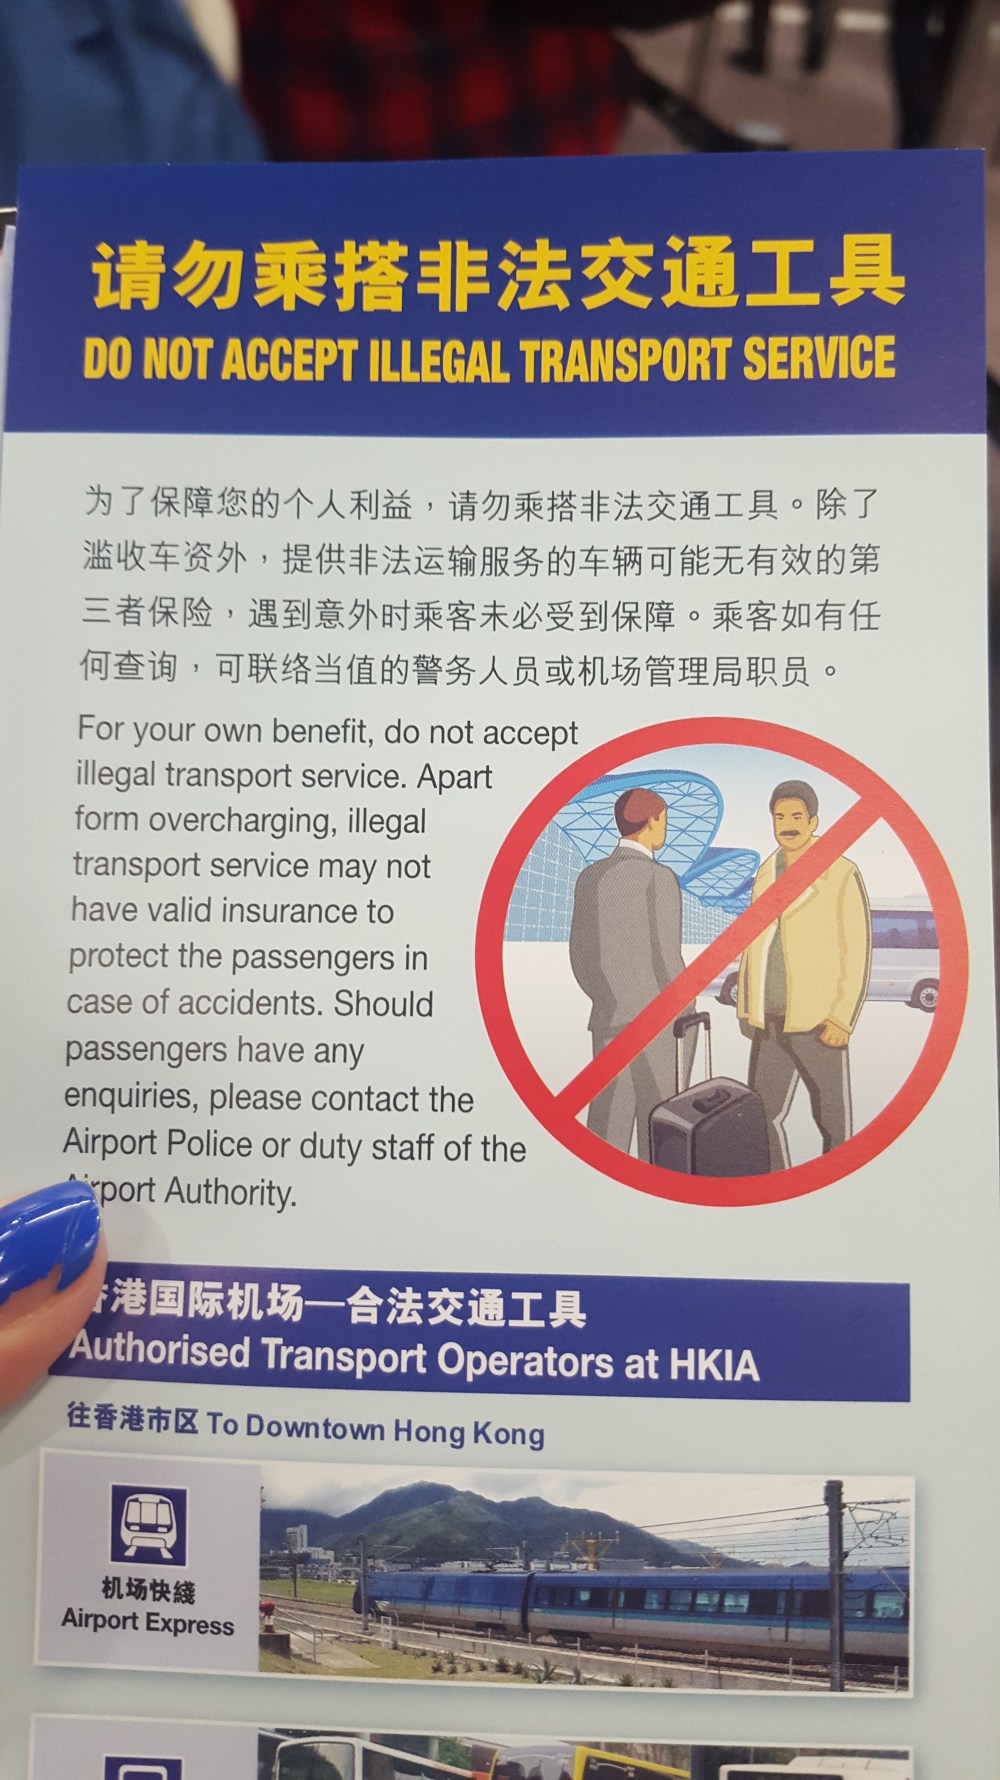 请勿乘搭非法交通工具
DO NOT ACCEPT ILLEGAL TRANSPORT SERVICE
为了保障您的个人利益，请勿乘搭非法交通工具。除了
滥收车资外，提供非法运输服务的车辆可能无有效的第
三者保险，遇到意外时乘客未必受到保障。乘客如有任
何查询，可联络当值的警务人员或机场管理局职员。
For your own benefit, do not accept
illegal transport service. Apart
form overcharging, illegal
transport service may not
have valid insurance to
protect the passengers in
case of accidents. Should
passengers have any
enquiries, please contact the
Airport Police or duty staff of the
Airport Authority.
香港国际机场—合法交通工具
Authorised Transport Operators at HKIA
往香港市区 To Downtown Hong Kong
机场快綫
Airport Express